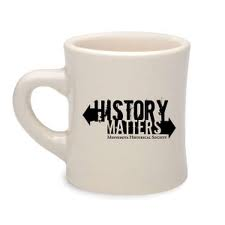 HISTORY
MATTERS
MINNESOTA HISTORICAL SOCIETY